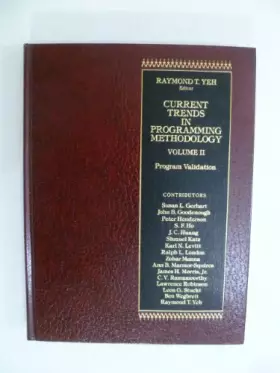 RAYMOND T. YEH
Editor
CURRENT
TRENDS
IN
PROGRAMMING
METHODOLOGY
VOLUME II
Program Validation
CONTRIBUTORS
Susan L. Gerhart
John B. Goodenough
Peter Henderson
S. F. Ho
J. C. Huang
Shmuel Katz
Karl N. Levitt
Ralph L. London
Zohar Manna
Ann B. Marmor-Squires
James H. Morris, Jr.
C. V. Ramamoorthy
Lawrence Robinson
Leon G. Stucki
Ben Wegbreit
Raymond T. Yeh